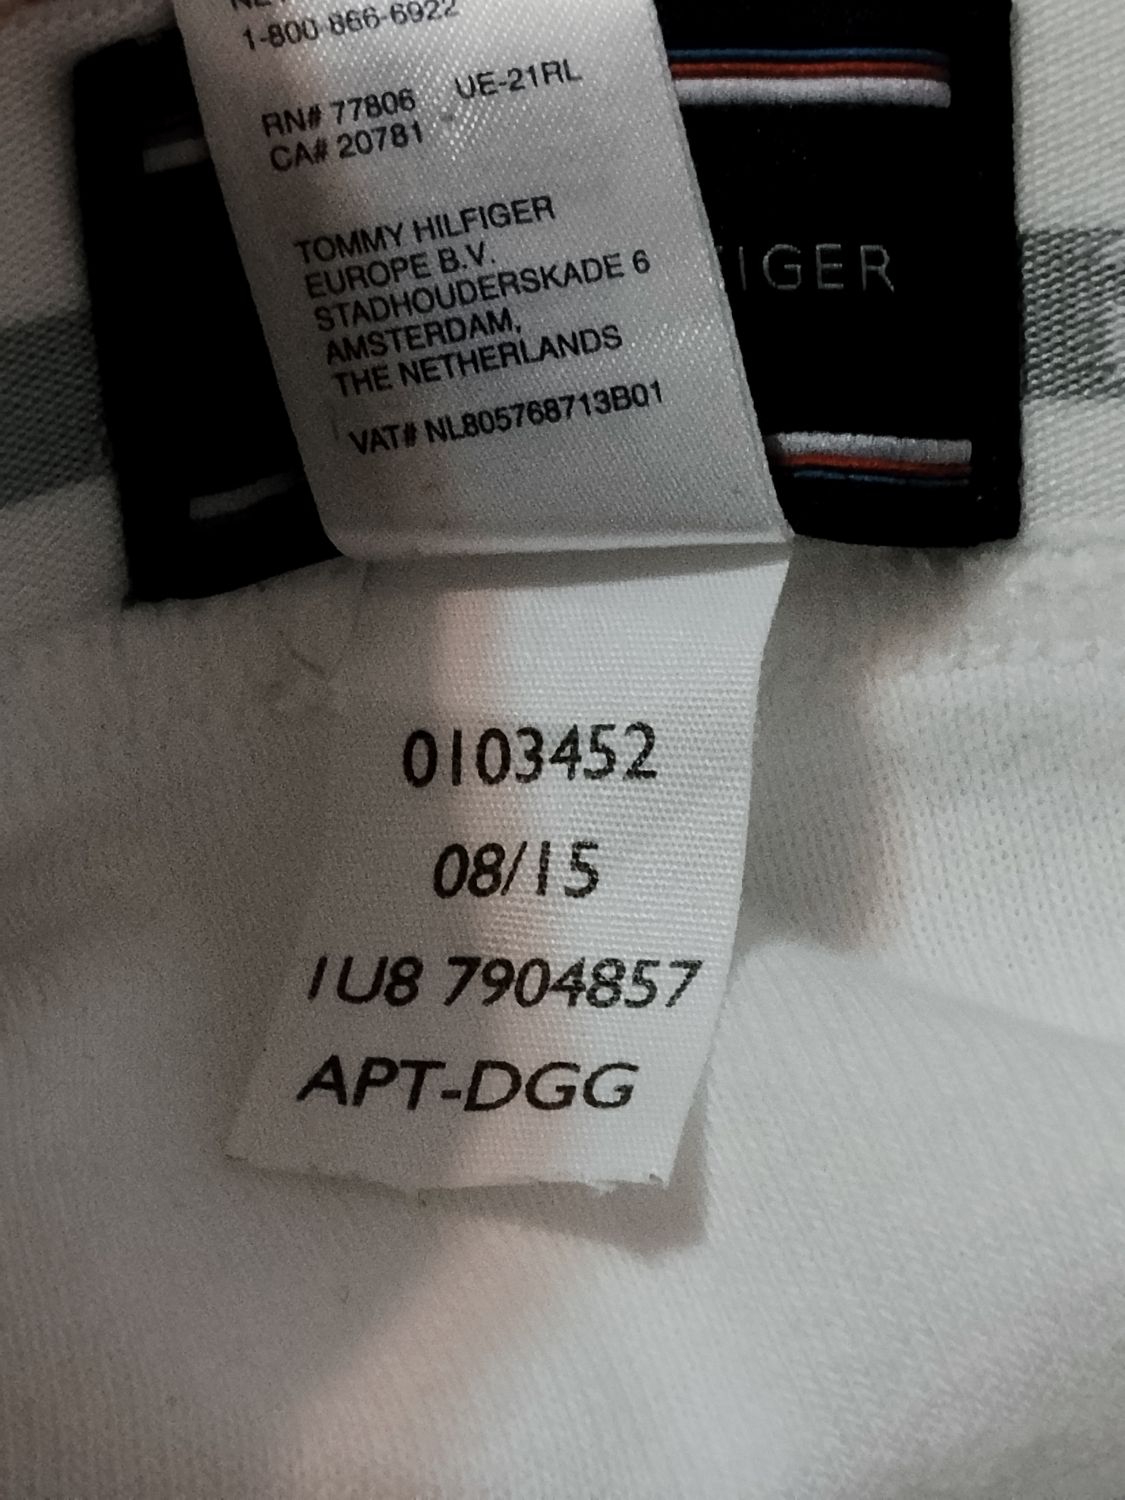 1-800-866-6922
RN# 77806 UE-21RL
CA# 20781
TOMMY HILFIGER
EUROPE B.V.
STADHOUDERSKADE 6
AMSTERDAM,
THE NETHERLANDS
VAT# NL805768713B01
IGER
0103452
08/15
1U8 7904857
APT-DGG